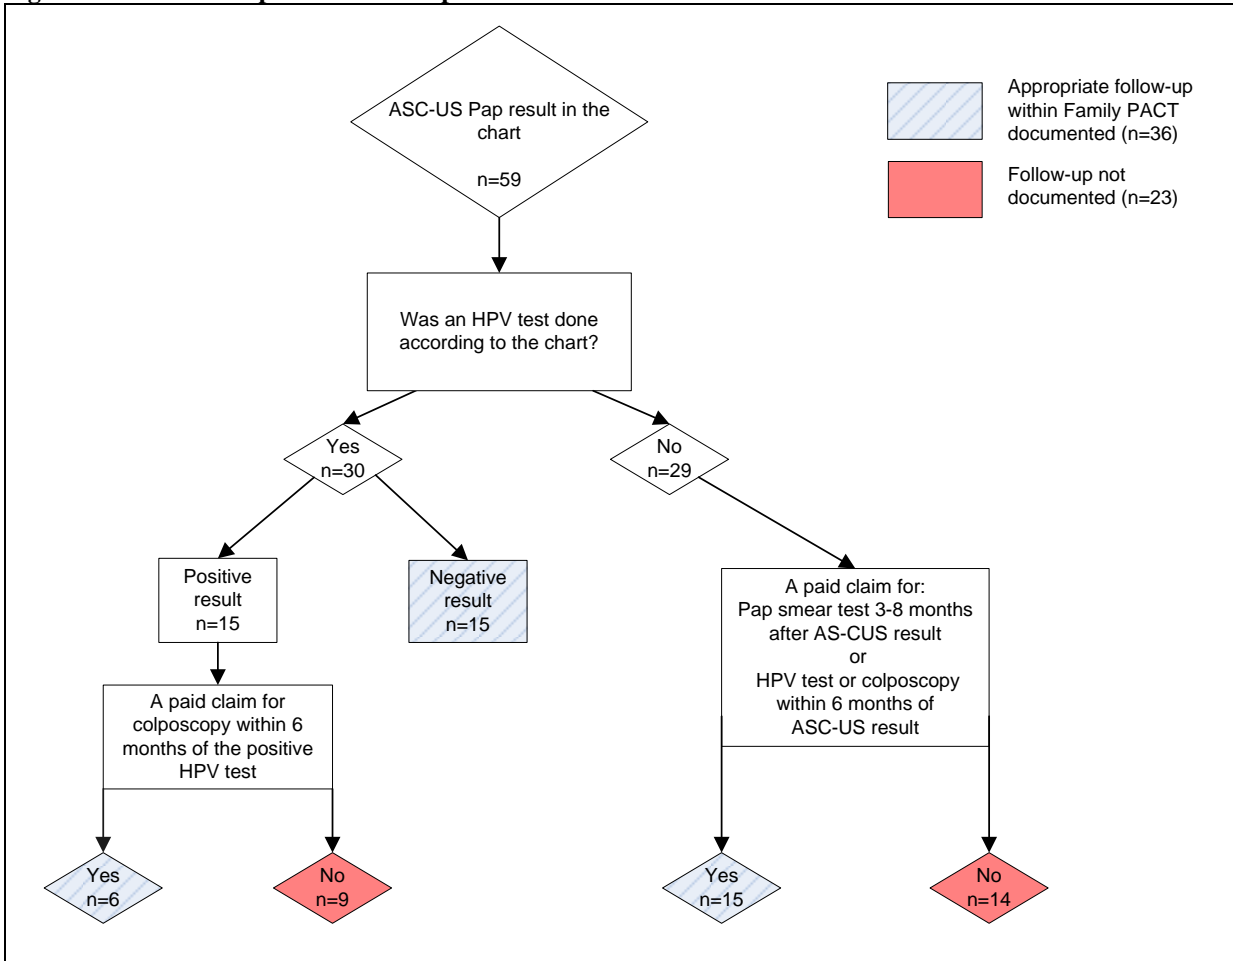 ASC-US Pap result in the
chart
n=59
Appropriate follow-up
within Family PACT
documented (n=36)
Follow-up not
documented (n=23)
Was an HPV test done
according to the chart?
Yes
n=30
No
n=29
Positive
result
n=15
Negative
result
n=15
A paid claim for:
Pap smear test 3-8 months
after AS-CUS result
or
HPV test or colposcopy
within 6 months of
ASC-US result
A paid claim for
colposcopy within 6
months of the positive
HPV test
Yes
n=6
No
n=9
Yes
n=15
No
n=14